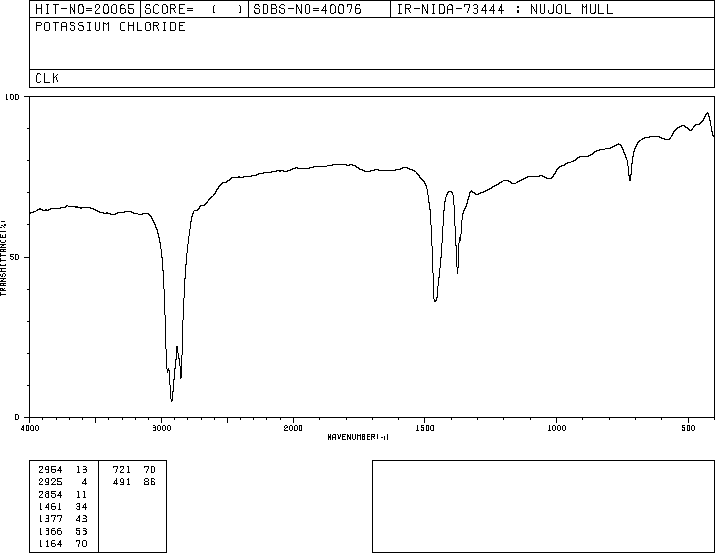 HIT-NO=20065 SCORE= ( ) SDBS-NO=40076 IR-NIDA-73444 : NUJOL MULL
POTASSIUM CHLORIDE
CLK
100
50
0
TRANSMITTANCE(%)
4000 3000 2000 1500 1000 500
WAVENUMBER(-1)
2954 13 721 70
2925 4 491 86
2854 11
1461 34
1377 43
1366 53
1164 70